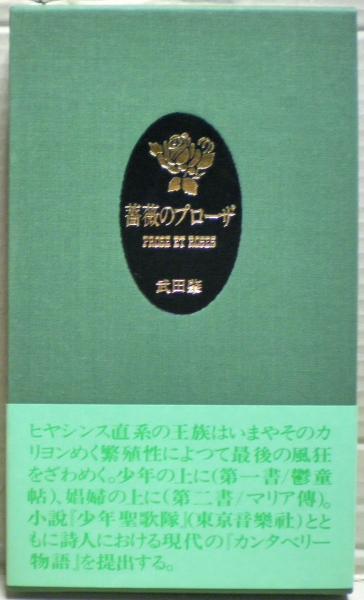 薔薇のプローザ
PROSE ET ROSES
武田肇
ヒヤシンス直系の王族はいまやそのカ
リヨンめく繁殖性によつて最後の風狂
をざわめく。少年の上に(第一書/鬱童
帖)、娼婦の上に(第二書/マリア傳)。
小説『少年聖歌隊』(東京音樂社)とと
もに詩人における現代の『カンタベリー
物語』を提出する。